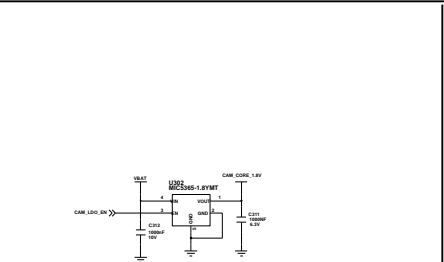 VBAT
U302
MIC5365-1.8YMT
CAM_CORE_1.8V
4 VIN VOUT 1
CAM_LDO_EN 3 EN GND 2
GND
5
C312
1000nF
10V
C311
1000NF
6.3V